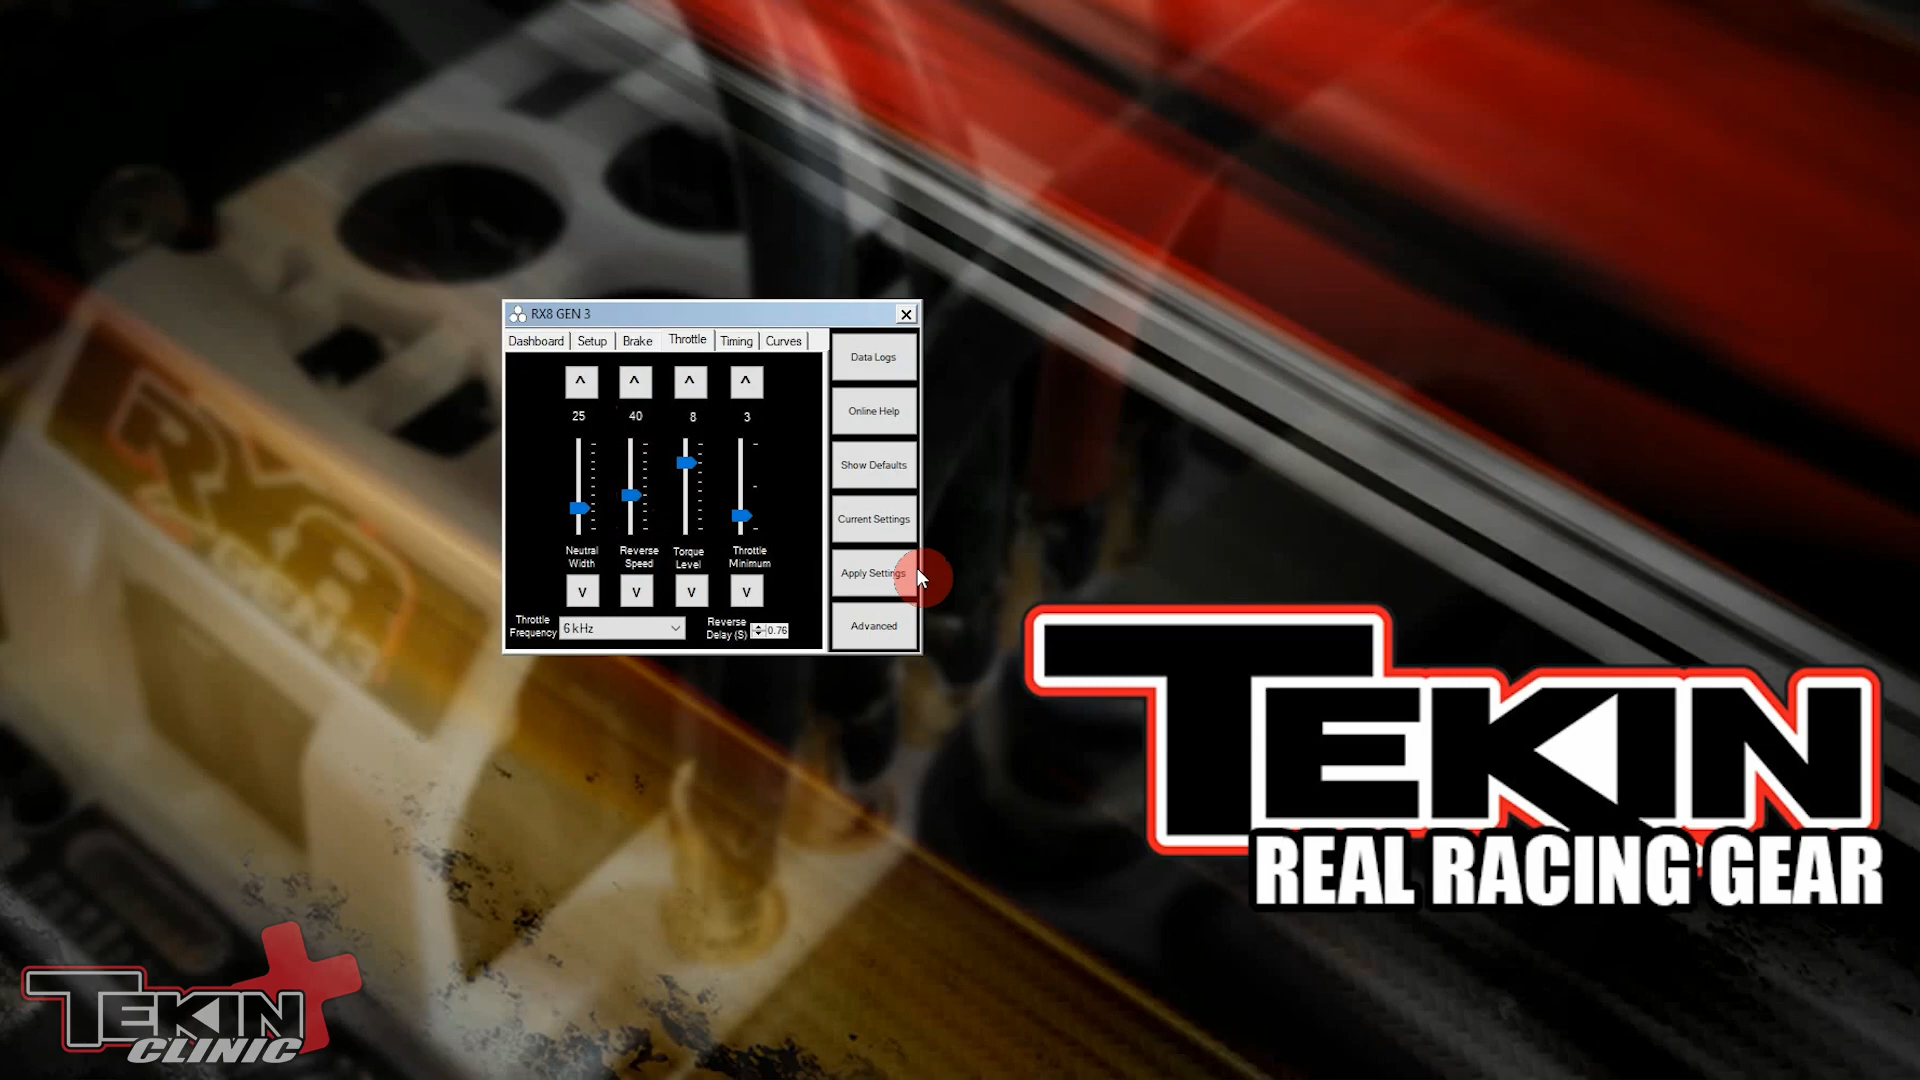 RX8 GEN 3
Dashboard Setup Brake Throttle Timing Curves
^ ^ ^ ^
25 40 8 3
Neutral Width
Reverse Speed
Torque Level
Throttle Minimum
v v v v
Throttle Frequency 6 kHz
Reverse Delay (S) 0.76
Data Logs
Online Help
Show Defaults
Current Settings
Apply Settings
Advanced
RX8
GEN3
TEKIN
REAL RACING GEAR
TEKIN
CLINIC